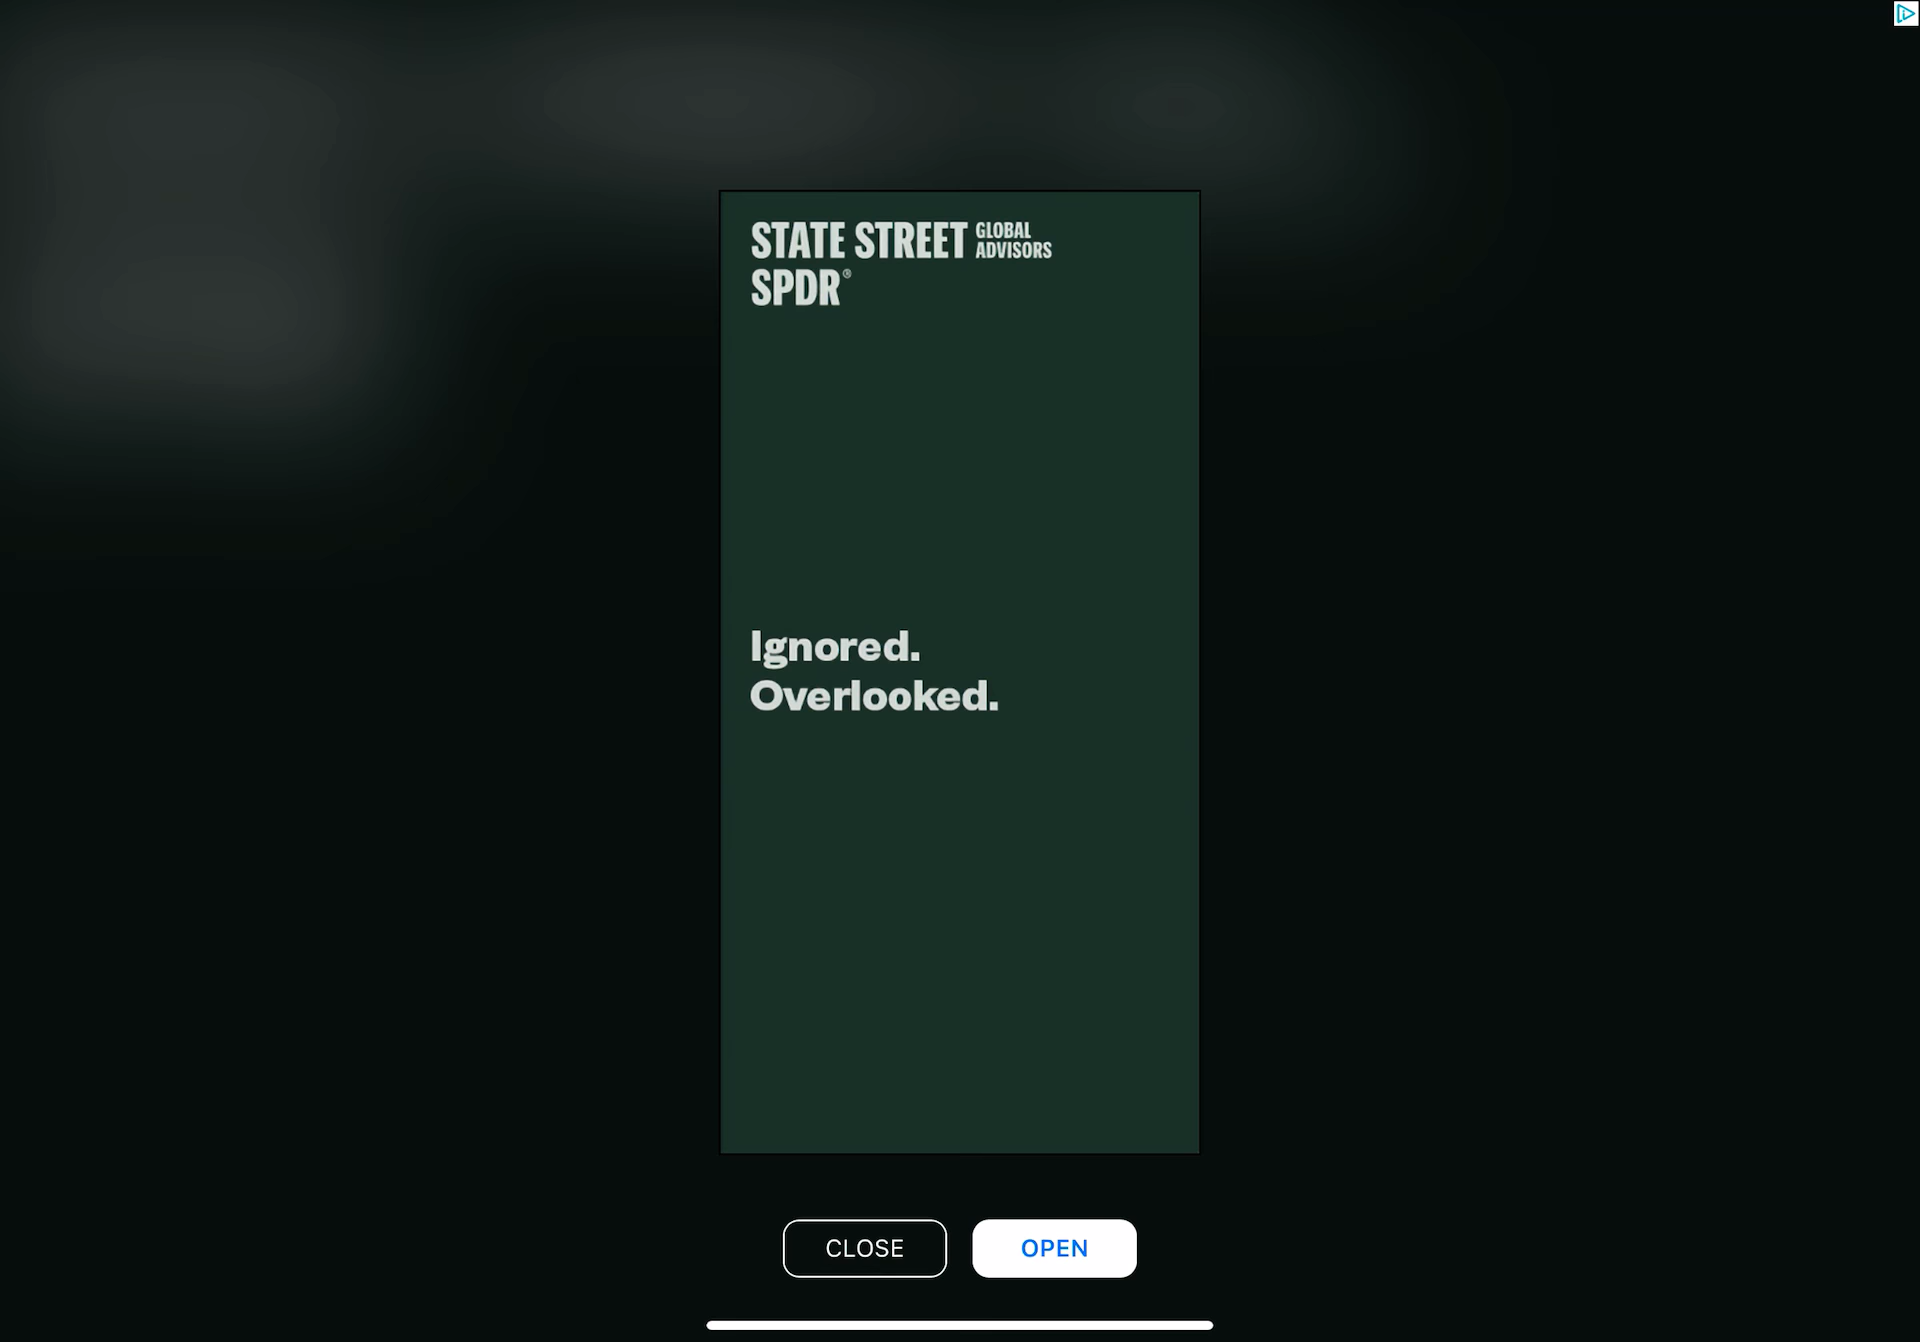 STATE STREET GLOBAL ADVISORS
SPDR®
Ignored.
Overlooked.
CLOSE
OPEN